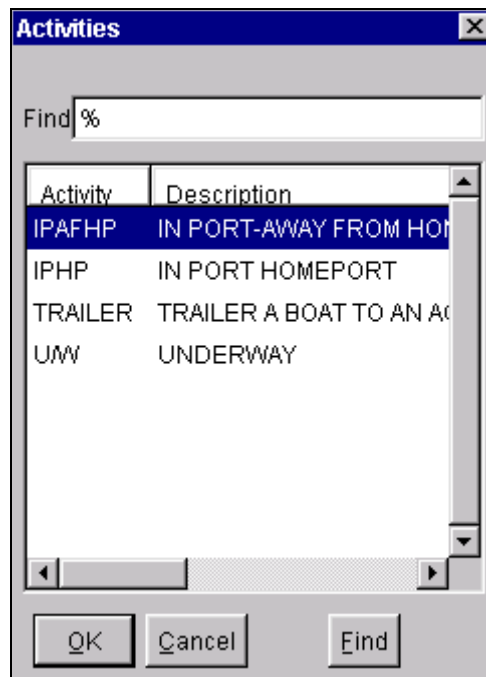 Activities
Find %
Activity Description
IPAFHP IN PORT-AWAY FROM HO
IPHP IN PORT HOMEPORT
TRAILER TRAILER A BOAT TO AN A
U/W UNDERWAY
OK Cancel Find